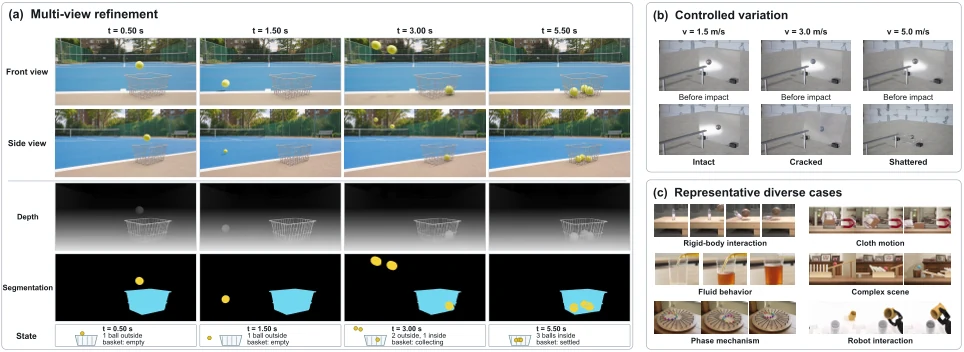 (a) Multi-view refinement
t = 0.50 s
t = 1.50 s
t = 3.00 s
t = 5.50 s
Front view
Side view
Depth
Segmentation
State
t = 0.50 s
1 ball outside
basket: empty
t = 1.50 s
1 ball outside
basket: empty
t = 3.00 s
2 outside, 1 inside
basket: collecting
t = 5.50 s
3 balls inside
basket: settled
(b) Controlled variation
v = 1.5 m/s
v = 3.0 m/s
v = 5.0 m/s
Before impact
Before impact
Before impact
Intact
Cracked
Shattered
(c) Representative diverse cases
Rigid-body interaction
Cloth motion
Fluid behavior
Complex scene
Phase mechanism
Robot interaction